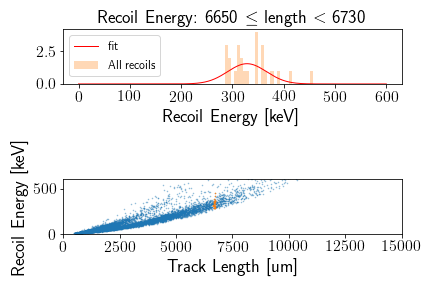 Recoil Energy: 6650 ≤ length < 6730
2.5
0.0
fit
All recoils
0 100 200 300 400 500 600
Recoil Energy [keV]
Recoil Energy [keV]
500
0
0 2500 5000 7500 10000 12500 15000
Track Length [um]